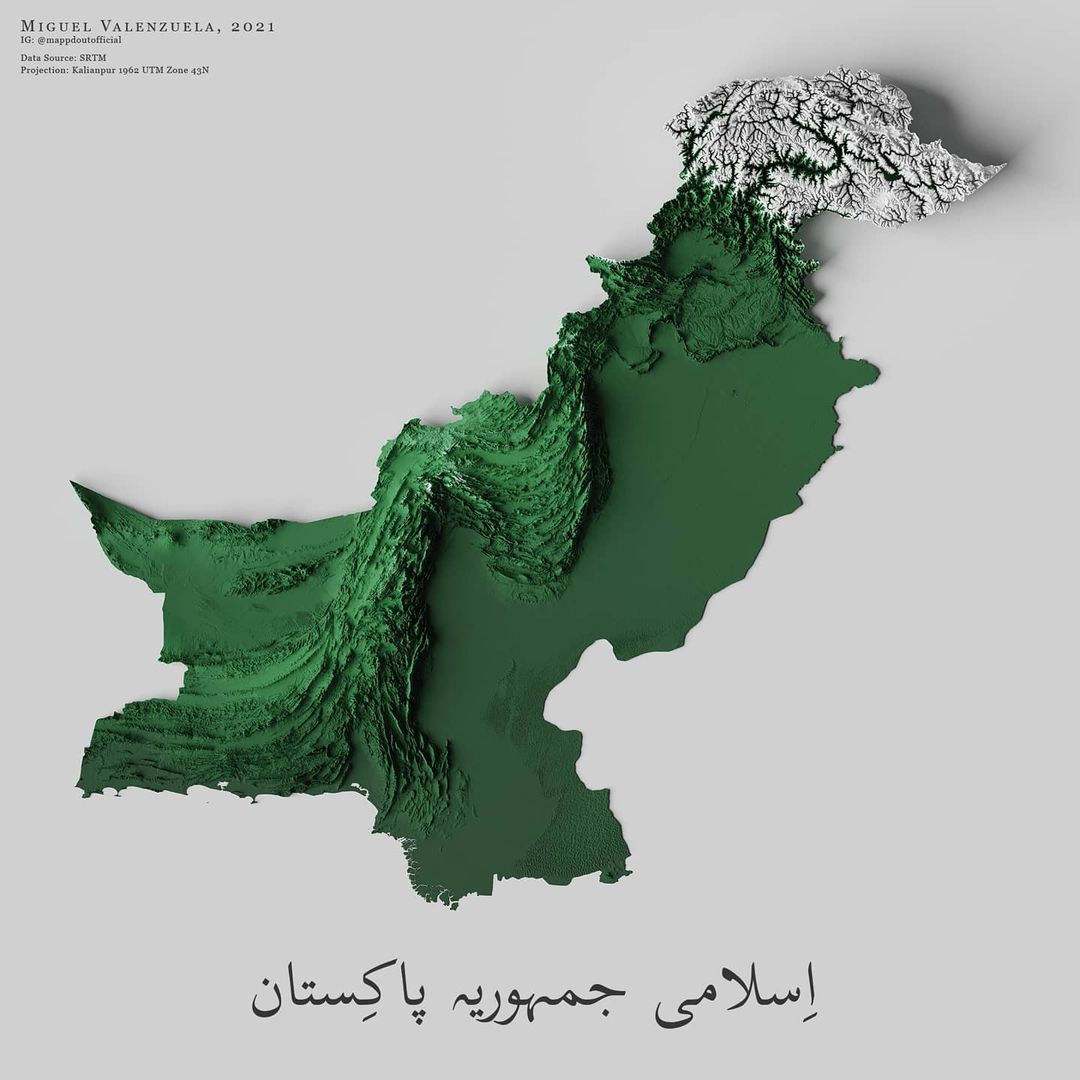 Miguel Valenzuela, 2021
IG: @mappdoutofficial
Data Source: SRTM
Projection: Kalianpur 1962 UTM Zone 43N
اِسلامی جمہوریہ پاکِستان